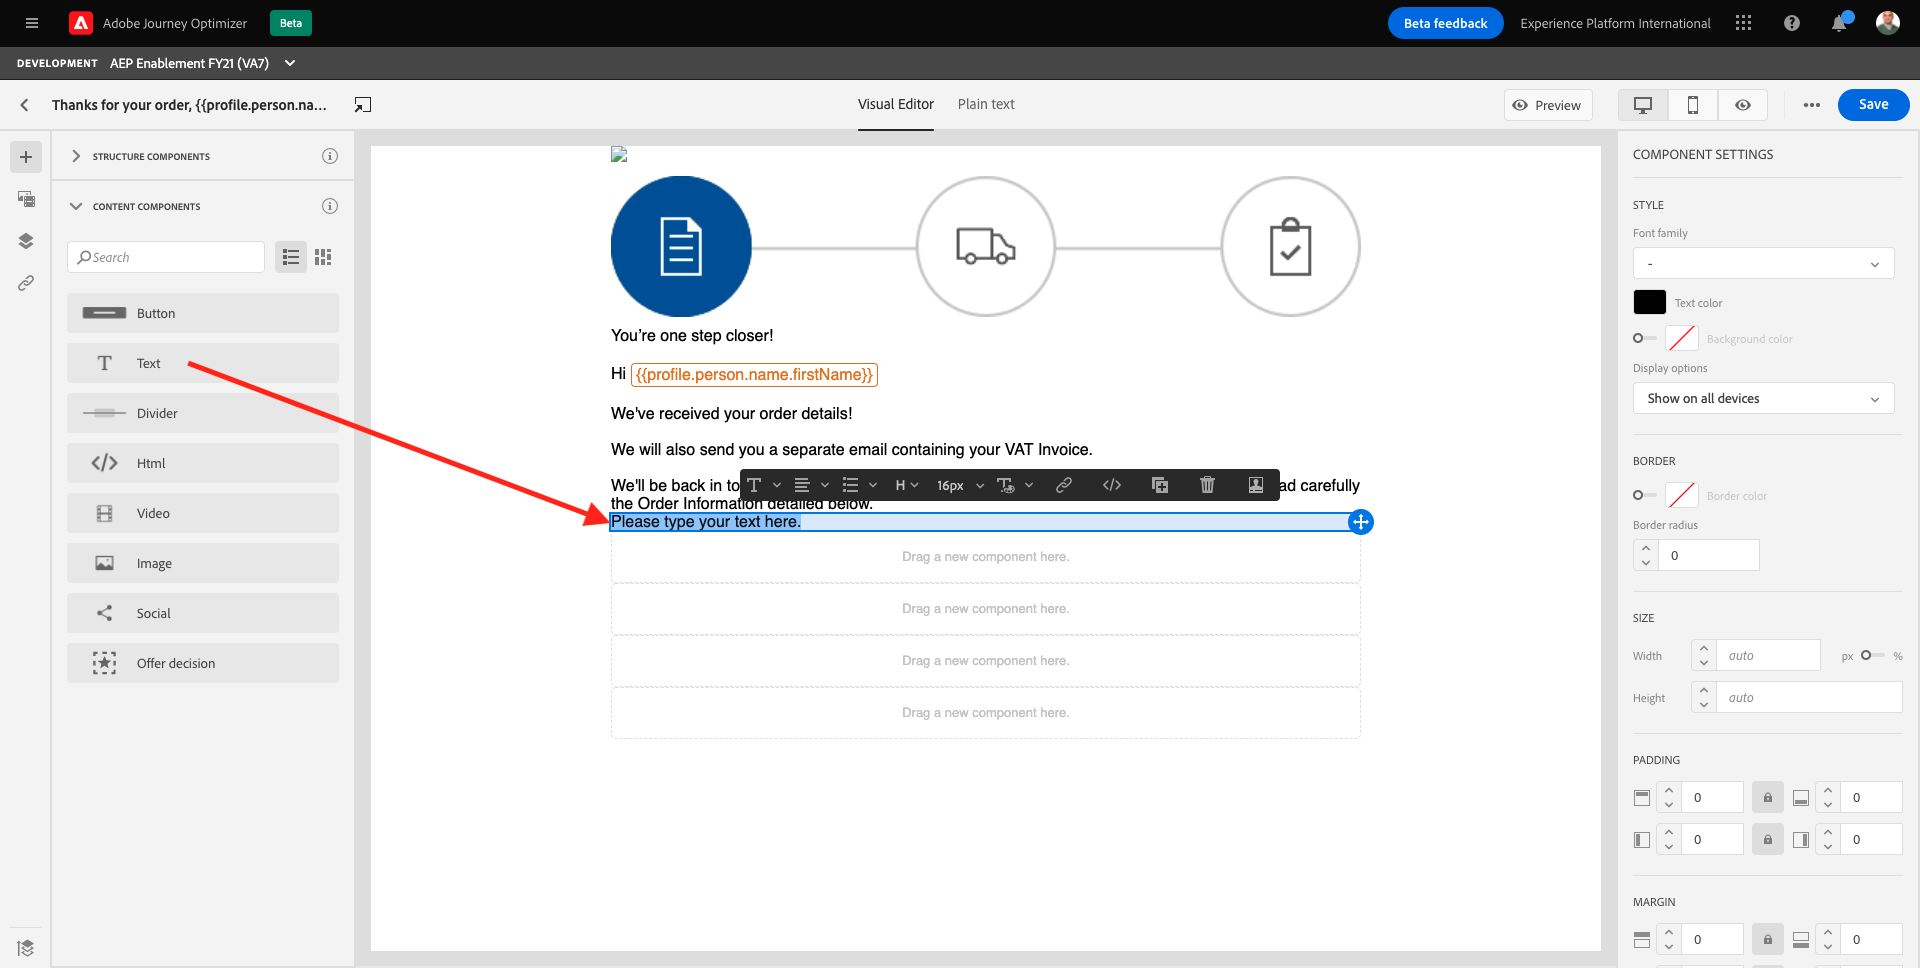 Adobe Journey Optimizer
Beta
Beta feedback
Experience Platform International
DEVELOPMENT
AEP Enablement FY21 (VA7)
Thanks for your order, {{profile.person.na...
Visual Editor
Plain text
Preview
Save
STRUCTURE COMPONENTS
CONTENT COMPONENTS
Search
Button
Text
Divider
Html
Video
Image
Social
Offer decision
You’re one step closer!
Hi {{profile.person.name.firstName}}
We've received your order details!
We will also send you a separate email containing your VAT Invoice.
We'll be back in to
ad carefully
H
16px
the Order Information detailed below.
Please type your text here.
Drag a new component here.
Drag a new component here.
Drag a new component here.
Drag a new component here.
COMPONENT SETTINGS
STYLE
Font family
-
Text color
Background color
Display options
Show on all devices
BORDER
Border color
Border radius
0
SIZE
Width
auto
px
%
Height
auto
PADDING
0
0
0
0
MARGIN
0
0